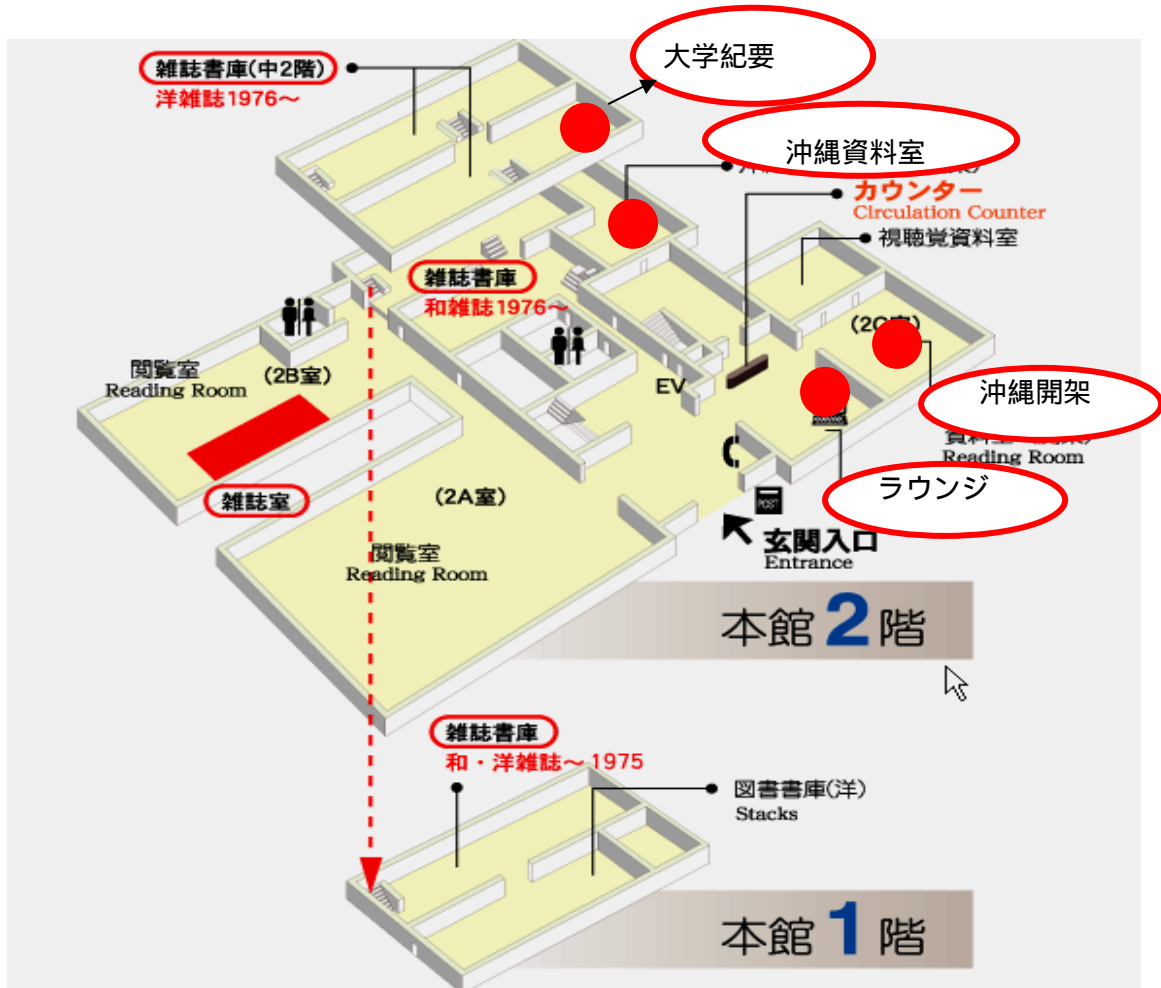 大学紀要
雑誌書庫(中2階)
洋雑誌1976～
沖縄資料室
カウンター
Circulation Counter
視聴覚資料室
雑誌書庫
和雑誌1976～
閲覧室
Reading Room
(2B室)
EV
沖縄開架
Reading Room
雑誌室
(2A室)
ラウンジ
POST
玄関入口
Entrance
閲覧室
Reading Room
本館2階
雑誌書庫
和・洋雑誌～1975
図書書庫(洋)
Stacks
本館1階